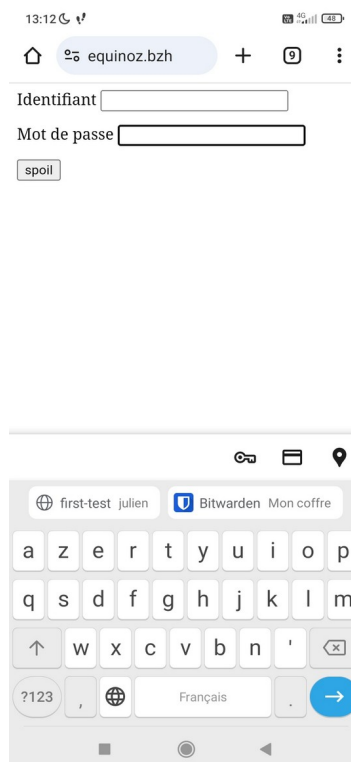 13:12
4G
48
equinoz.bzh
9
Identifiant
Mot de passe
spoil
first-test julien Bitwarden Mon coffre
a z e r t y u i o p
q s d f g h j k l m
w x c v b n '
?123 , Français .